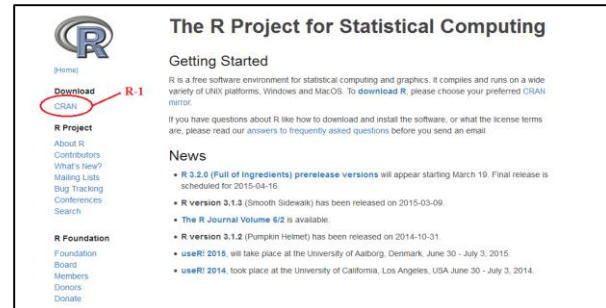 R
The R Project for Statistical Computing
[Home]
Download
CRAN
R-1
R Project
About R
Contributors
What's New?
Mailing Lists
Bug Tracking
Conferences
Search
R Foundation
Foundation
Board
Members
Donors
Donate
Getting Started
R is a free software environment for statistical computing and graphics. It compiles and runs on a wide
variety of UNIX platforms, Windows and MacOS. To download R, please choose your preferred CRAN
mirror.
If you have questions about R like how to download and install the software, or what the license terms
are, please read our answers to frequently asked questions before you send an email.
News
• R 3.2.0 (Full of Ingredients) prerelease versions will appear starting March 19. Final release is
scheduled for 2015-04-16.
• R version 3.1.3 (Smooth Sidewalk) has been released on 2015-03-09.
• The R Journal Volume 6/2 is available.
• R version 3.1.2 (Pumpkin Helmet) has been released on 2014-10-31.
• useR! 2015, will take place at the University of Aalborg, Denmark, June 30 - July 3, 2015.
• useR! 2014, took place at the University of California, Los Angeles, USA June 30 - July 3, 2014.